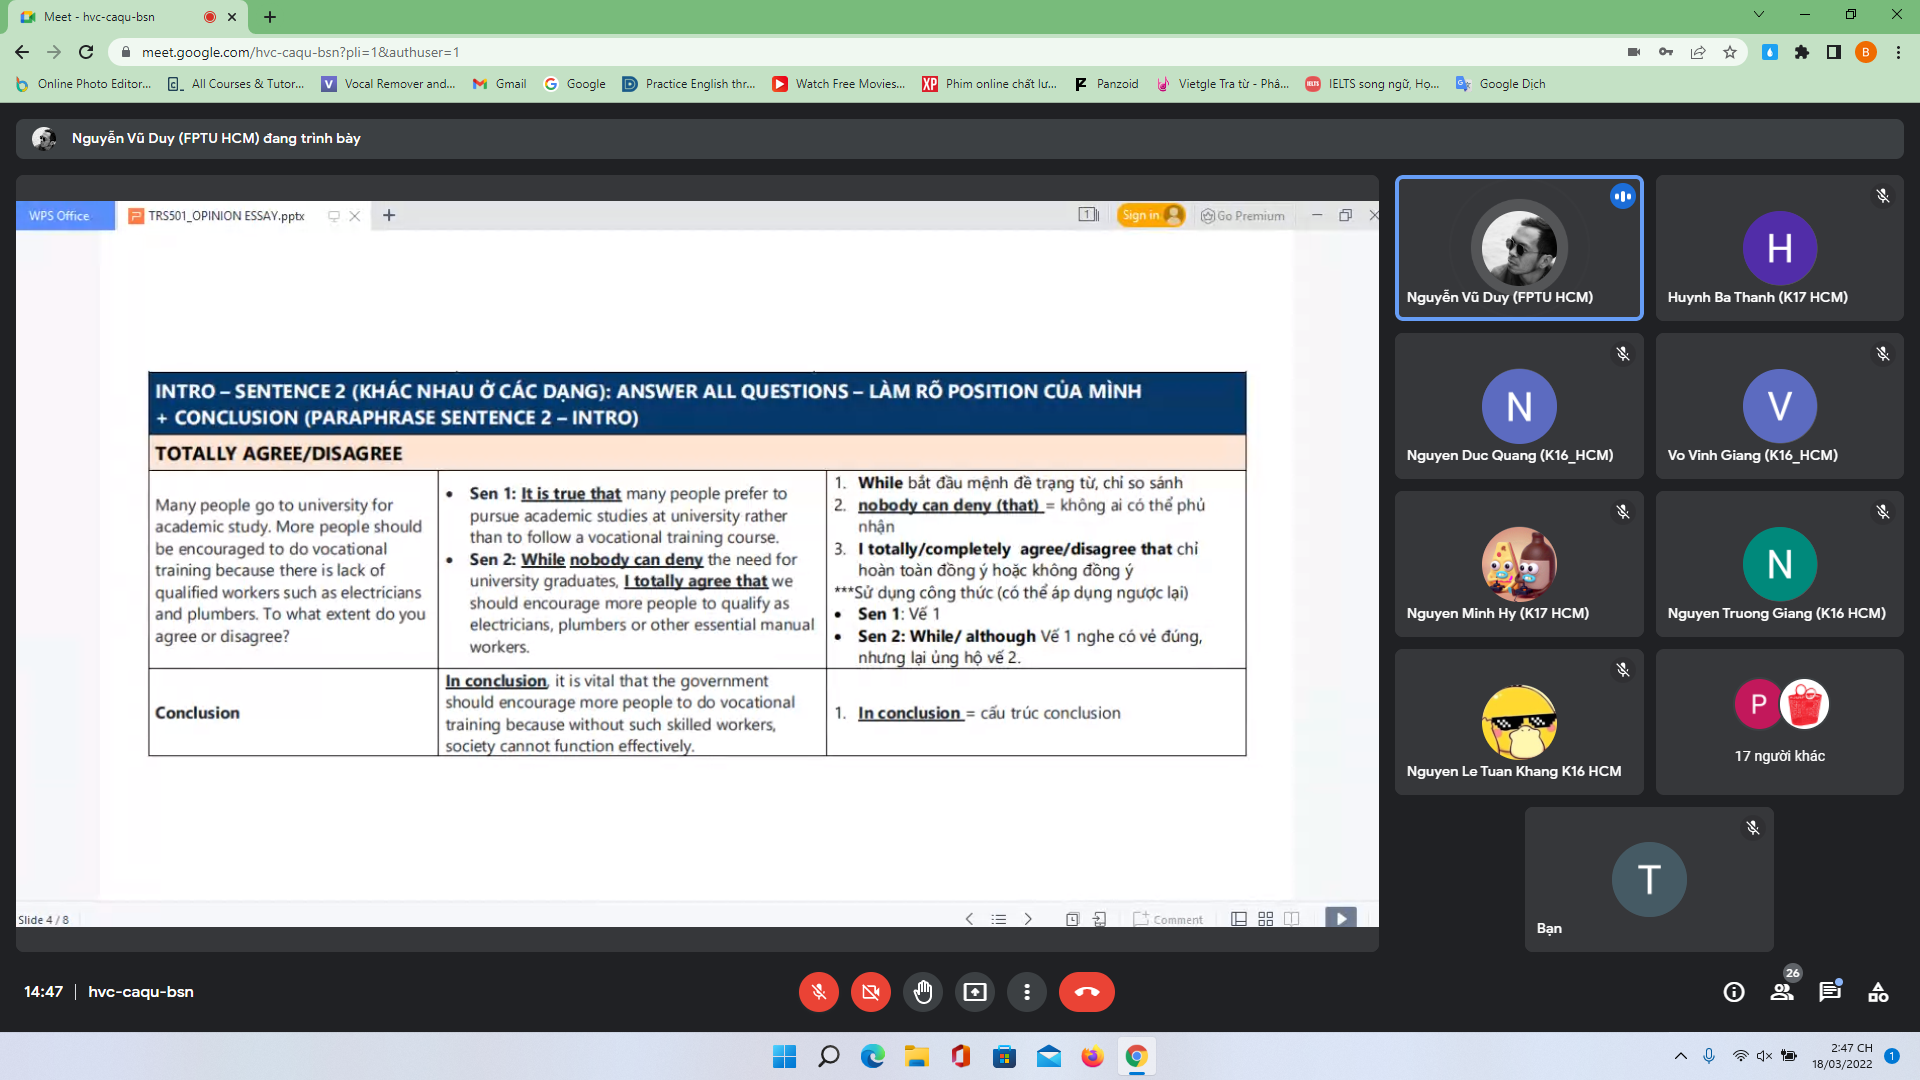 Meet - hvc-caqu-bsn
meet.google.com/hvc-caqu-bsn?pli=1&authuser=1
B
Online Photo Editor...
All Courses & Tutor...
Vocal Remover and...
Gmail
Google
Practice English thr...
Watch Free Movies...
Phim online chất lư...
Panzoid
Vietgle Tra từ - Phâ...
IELTS song ngữ, Họ...
Google Dịch
Nguyễn Vũ Duy (FPTU HCM) đang trình bày
WPS Office
TRS501_OPINION ESSAY.pptx
1
Sign in
Go Premium
INTRO – SENTENCE 2 (KHÁC NHAU Ở CÁC DẠNG): ANSWER ALL QUESTIONS – LÀM RÕ POSITION CỦA MÌNH
+ CONCLUSION (PARAPHRASE SENTENCE 2 – INTRO)
TOTALLY AGREE/DISAGREE
Many people go to university for
academic study. More people should
be encouraged to do vocational
training because there is lack of
qualified workers such as electricians
and plumbers. To what extent do you
agree or disagree?
• Sen 1: It is true that many people prefer to
pursue academic studies at university rather
than to follow a vocational training course.
• Sen 2: While nobody can deny the need for
university graduates, I totally agree that we
should encourage more people to qualify as
electricians, plumbers or other essential manual
workers.
1. While bắt đầu mệnh đề trạng từ, chỉ so sánh
2. nobody can deny (that) = không ai có thể phủ
nhận
3. I totally/completely agree/disagree that chỉ
hoàn toàn đồng ý hoặc không đồng ý
***Sử dụng công thức (có thể áp dụng ngược lại)
• Sen 1: Vế 1
• Sen 2: While/ although Vế 1 nghe có vẻ đúng,
nhưng lại ủng hộ vế 2.
Conclusion
In conclusion, it is vital that the government
should encourage more people to do vocational
training because without such skilled workers,
society cannot function effectively.
1. In conclusion = cấu trúc conclusion
Slide 4 / 8
Comment
Nguyễn Vũ Duy (FPTU HCM)
H
Huynh Ba Thanh (K17 HCM)
N
Nguyen Duc Quang (K16_HCM)
V
Vo Vinh Giang (K16_HCM)
Nguyen Minh Hy (K17 HCM)
N
Nguyen Truong Giang (K16 HCM)
Nguyen Le Tuan Khang K16 HCM
P
17 người khác
T
Bạn
14:47 | hvc-caqu-bsn
26
2:47 CH
18/03/2022
1